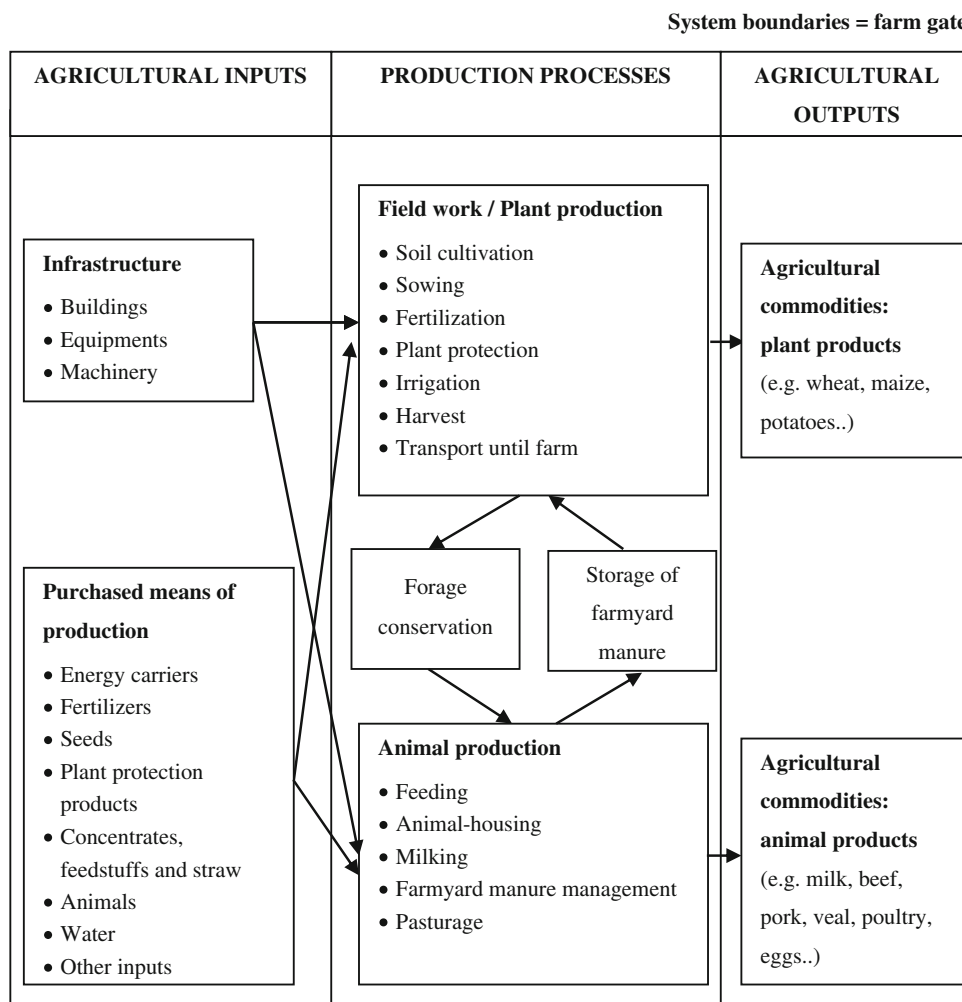 System boundaries = farm gate
AGRICULTURAL INPUTS
PRODUCTION PROCESSES
AGRICULTURAL
OUTPUTS
Infrastructure
• Buildings
• Equipments
• Machinery
Purchased means of
production
• Energy carriers
• Fertilizers
• Seeds
• Plant protection
products
• Concentrates,
feedstuffs and straw
• Animals
• Water
• Other inputs
Field work / Plant production
• Soil cultivation
• Sowing
• Fertilization
• Plant protection
• Irrigation
• Harvest
• Transport until farm
Forage
conservation
Storage of
farmyard
manure
Animal production
• Feeding
• Animal-housing
• Milking
• Farmyard manure management
• Pasturage
Agricultural
commodities:
plant products
(e.g. wheat, maize,
potatoes..)
Agricultural
commodities:
animal products
(e.g. milk, beef,
pork, veal, poultry,
eggs..)